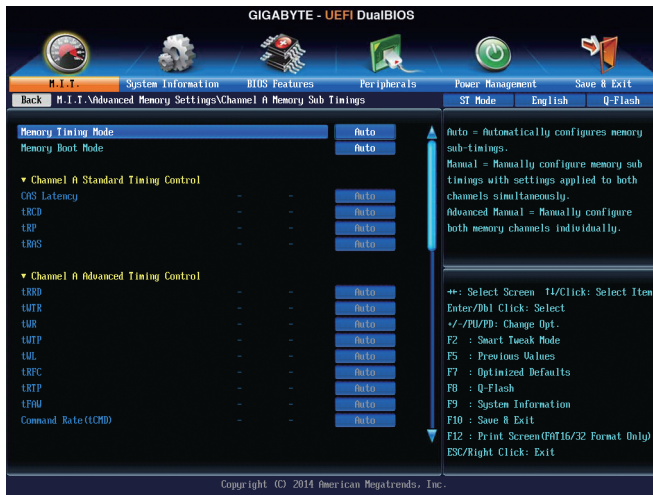 GIGABYTE - UEFI DualBIOS
M.I.T. System Information BIOS Features Peripherals Power Management Save & Exit
Back M.I.T.\Advanced Memory Settings\Channel A Memory Sub Timings ST Mode English Q-Flash
Memory Timing Mode Auto
Memory Boot Mode Auto
▼ Channel A Standard Timing Control
CAS Latency - - Auto
tRCD - - Auto
tRP - - Auto
tRAS - - Auto
▼ Channel A Advanced Timing Control
tRRD - - Auto
tWTR - - Auto
tWR - - Auto
tWTP - - Auto
tWL - - Auto
tRFC - - Auto
tRTP - - Auto
tFAW - - Auto
Command Rate(tCMD) - - Auto
Auto = Automatically configures memory
sub-timings.
Manual = Manually configure memory sub
timings with settings applied to both
channels simultaneously.
Advanced Manual = Manually configure
both memory channels individually.
→←: Select Screen ↑↓/Click: Select Item
Enter/Dbl Click: Select
+/-/PU/PD: Change Opt.
F2 : Smart Tweak Mode
F5 : Previous Values
F7 : Optimized Defaults
F8 : Q-Flash
F9 : System Information
F10 : Save & Exit
F12 : Print Screen(FAT16/32 Format Only)
ESC/Right Click: Exit
Copyright (C) 2014 American Megatrends, Inc.